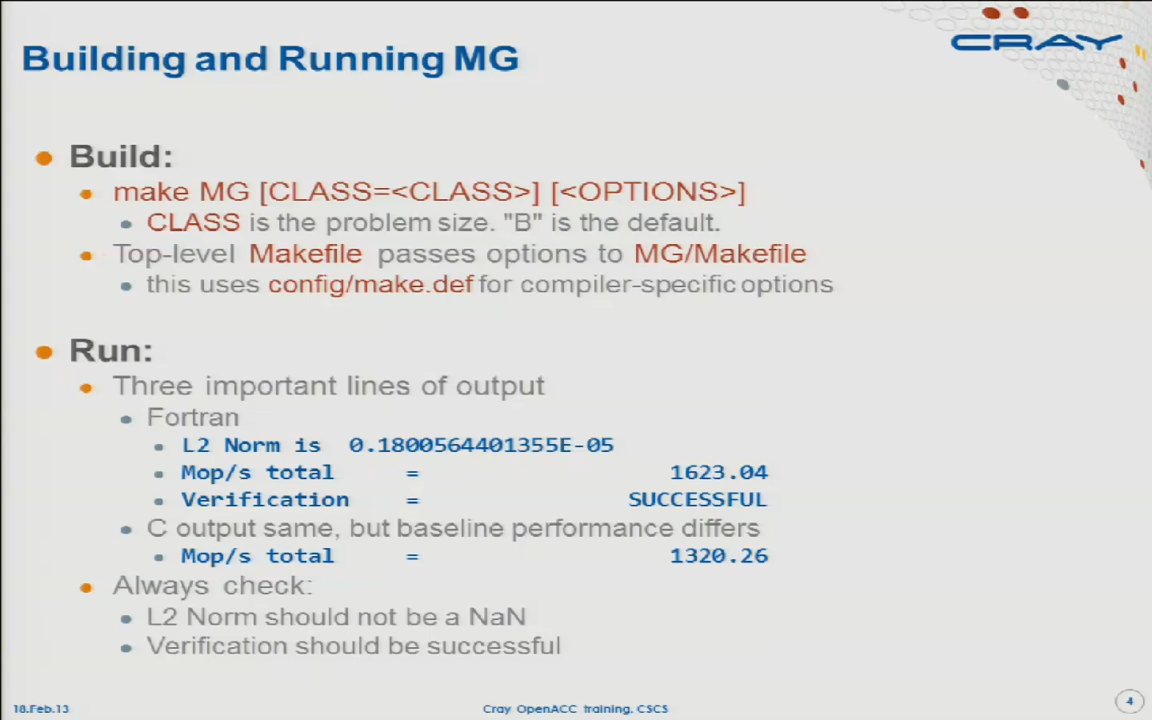 CRAY
Building and Running MG
Build:
make MG [CLASS=<CLASS>] [<OPTIONS>]
CLASS is the problem size. "B" is the default.
Top-level Makefile passes options to MG/Makefile
this uses config/make.def for compiler-specific options
Run:
Three important lines of output
Fortran
L2 Norm is 0.1800564401355E-05
Mop/s total = 1623.04
Verification = SUCCESSFUL
C output same, but baseline performance differs
Mop/s total = 1320.26
Always check:
L2 Norm should not be a NaN
Verification should be successful
18.Feb.13
Cray OpenACC training, CSCS
4